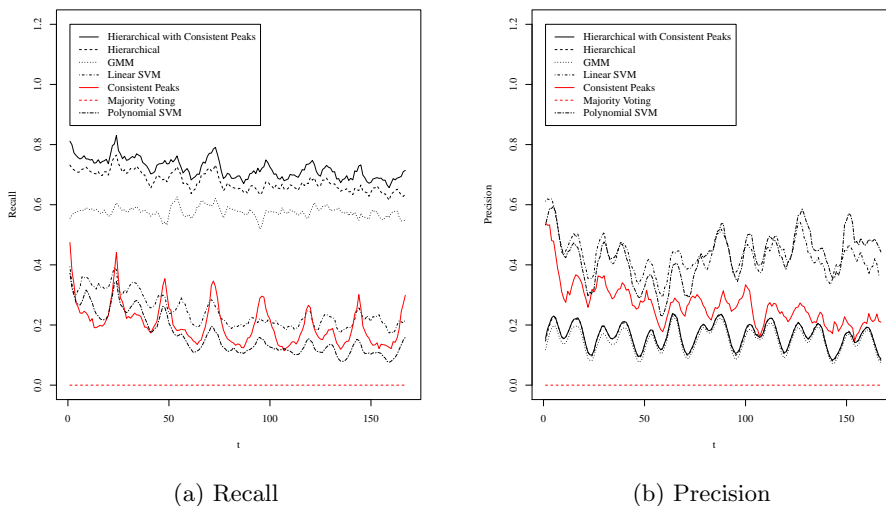 1.2
1.0
0.8
0.6
0.4
0.2
0.0
Recall
Hierarchical with Consistent Peaks
Hierarchical
GMM
Linear SVM
Consistent Peaks
Majority Voting
Polynomial SVM
0
50
100
150
t
(a) Recall
1.2
1.0
0.8
0.6
0.4
0.2
0.0
Precision
Hierarchical with Consistent Peaks
Hierarchical
GMM
Linear SVM
Consistent Peaks
Majority Voting
Polynomial SVM
0
50
100
150
t
(b) Precision